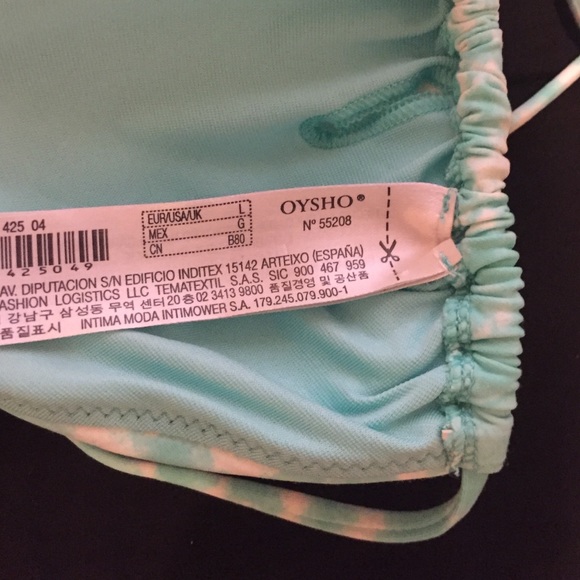 425 04
425049
EUR/USA/UK L
MEX G
CN B80
OYSHO®
Nº 55208
AV. DIPUTACION S/N EDIFICIO INDITEX 15142 ARTEIXO (ESPAÑA)
FASHION LOGISTICS LLC TEMATEXTIL S.A.S. SIC 900 467 959
강남구 삼성동 무역 센터20층02 3413 9800 품질경영 및 공산품
품질표시 INTIMA MODA INTIMOWER S.A. 179.245.079.900-1